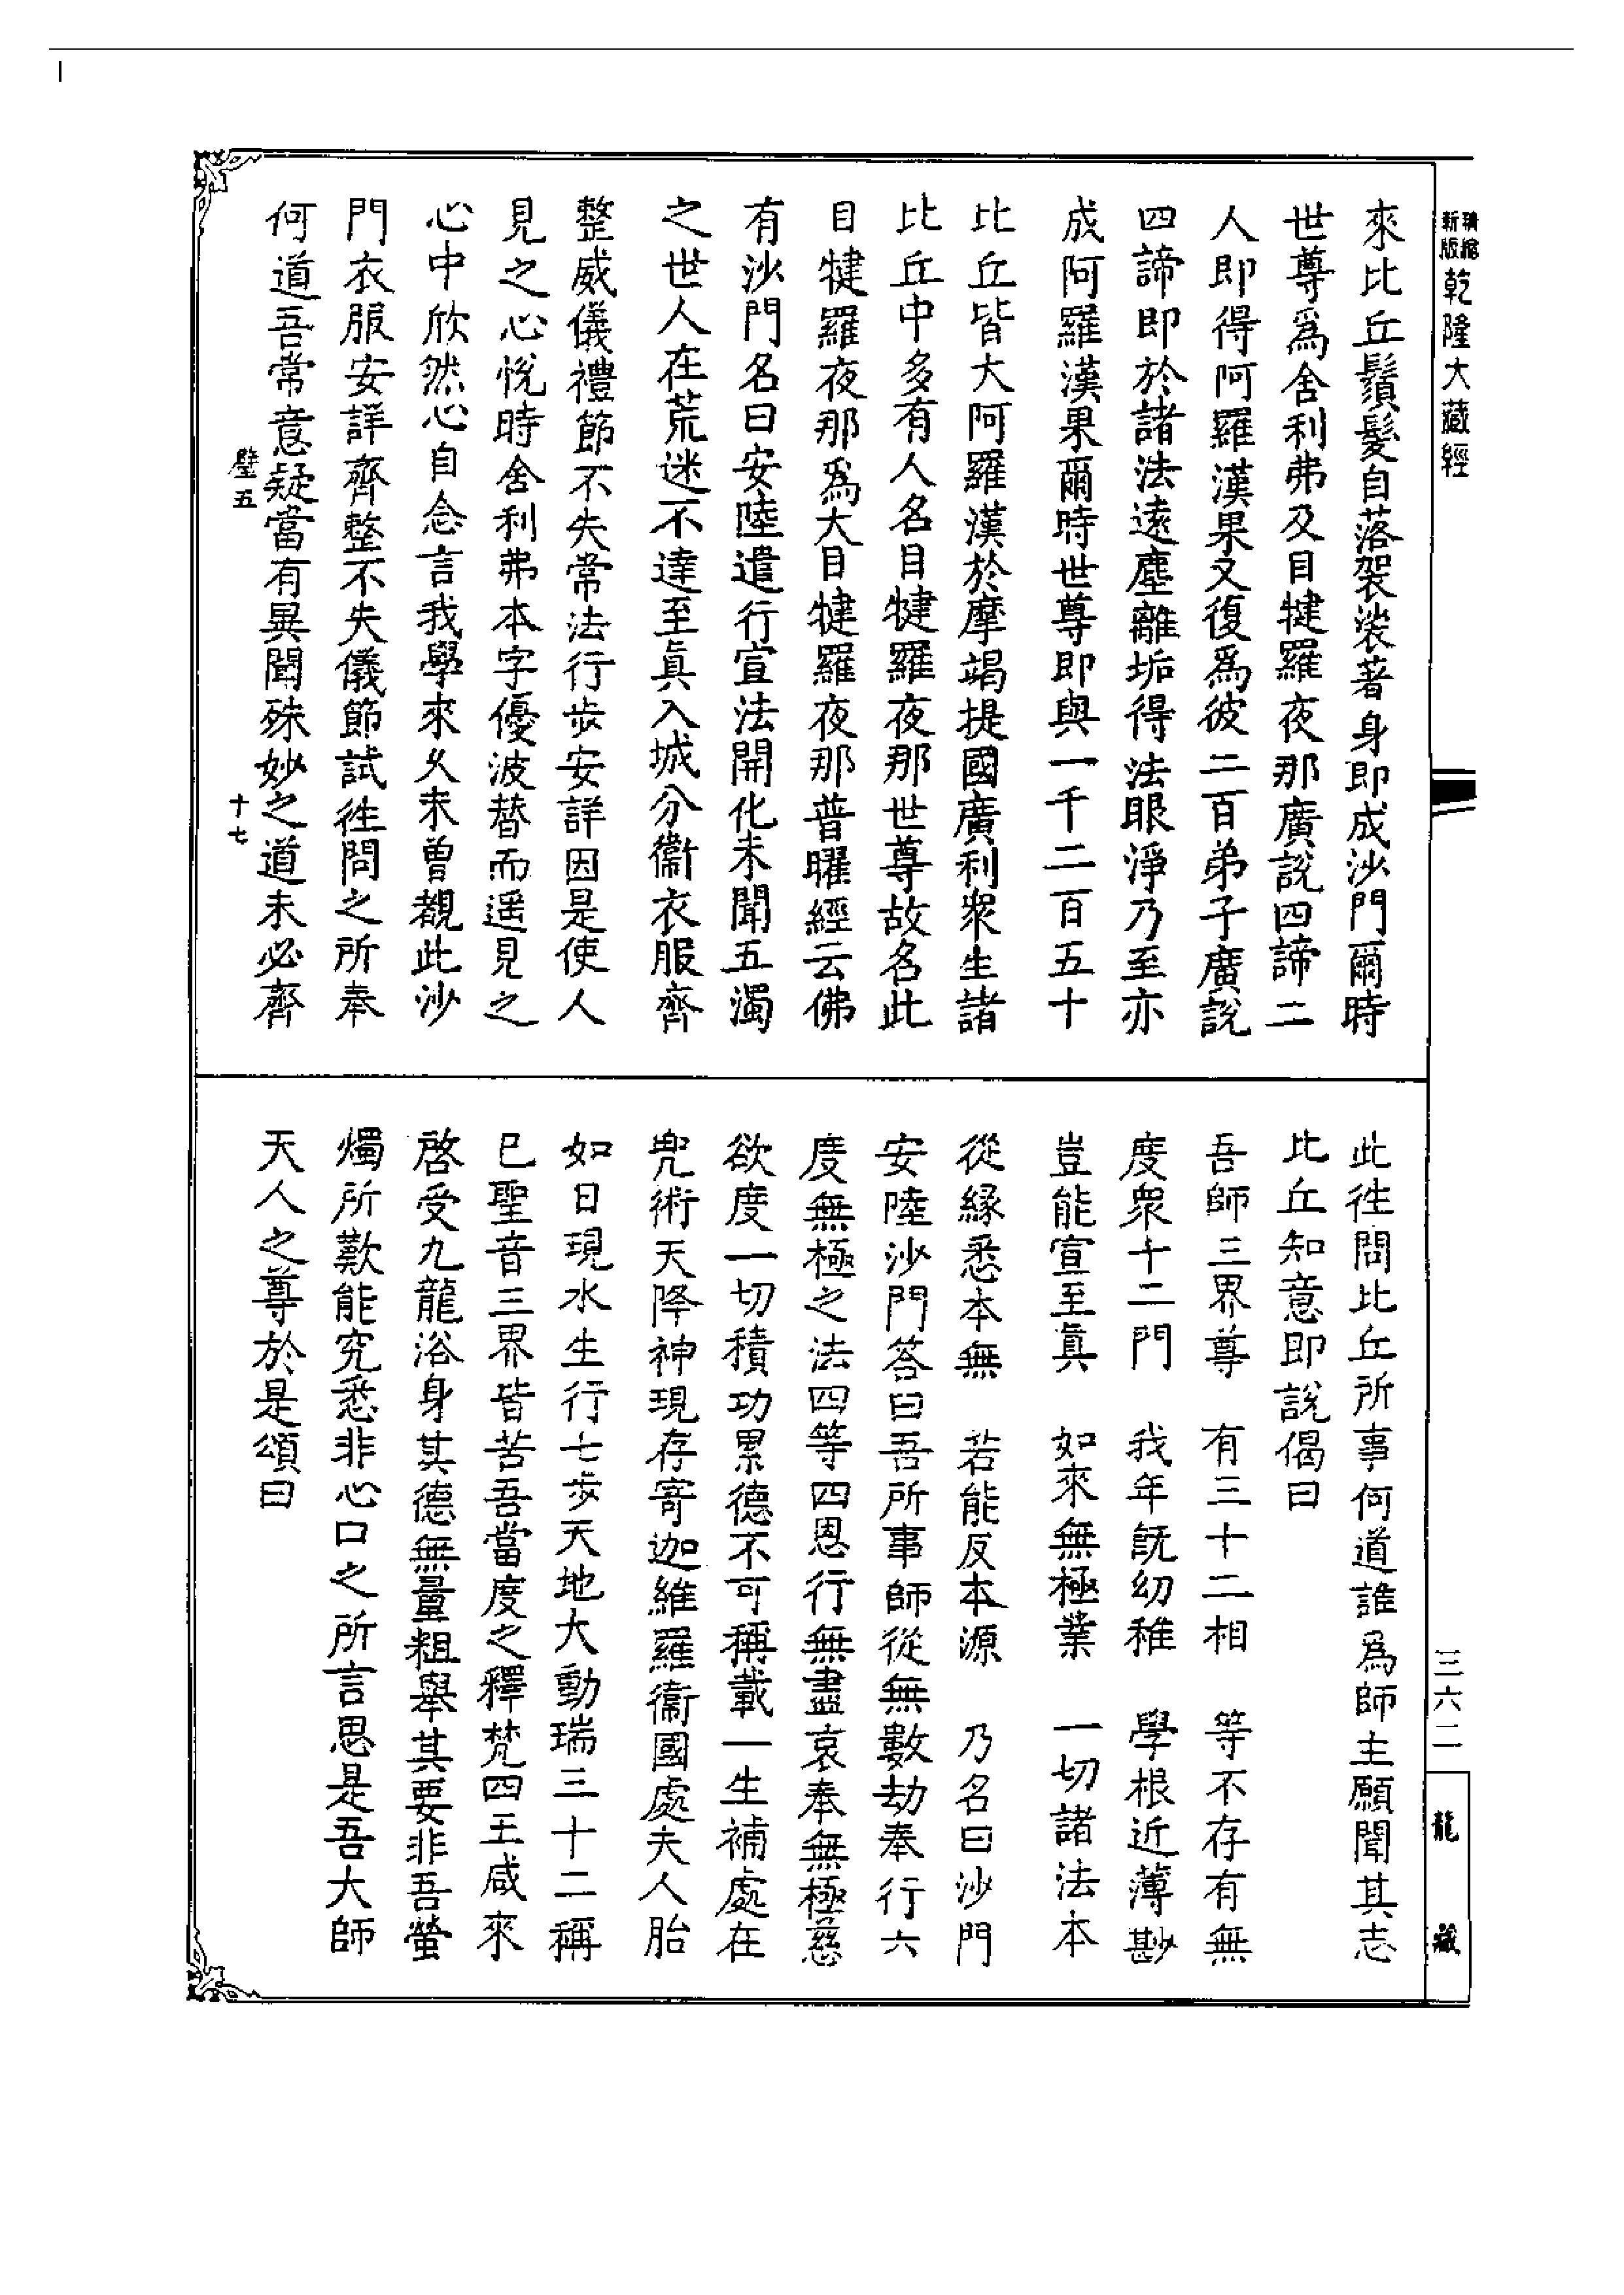 精縮新版乾隆大藏經
來比丘鬚髮自落袈裟著身即成沙門爾時
世尊爲舍利弗及目犍羅夜那廣說四諦二
人即得阿羅漢果又復爲彼二百弟子廣說
四諦即於諸法遠塵離垢得法眼淨乃至亦
成阿羅漢果爾時世尊即與一千二百五十
比丘皆大阿羅漢於摩竭提國廣利衆生諸
比丘中多有人名目犍羅夜那世尊故名此
目犍羅夜那爲大目犍羅夜那普曜經云佛
有沙門名曰安陸遣行宣法開化未聞五濁
之世人在荒迷不達至真入城分衞衣服齊
整威儀禮節不失常法行步安詳因是使人
見之心悅時舍利弗本字優波替而遥見之
心中欣然心自念言我學來久未曾覩此沙
門衣服安詳齊整不失儀節試徃問之所奉
何道吾常意疑當有異聞殊妙之道未必齊
璧五
十七
此徃問比丘所事何道誰爲師主願聞其志
比丘知意即說偈曰
吾師三界尊　有三十二相　等不存有無
度衆十二門　我年既幼稚　學根近薄尠
豈能宣至真　如來無極業　一切諸法本
從緣悉本無　若能反本源　乃名曰沙門
安陸沙門答曰吾所事師從無數劫奉行六
度無極之法四等四恩行無盡哀奉無極慈
欲度一切積功累德不可稱載一生補處在
兜術天降神現存寄迦維羅衞國處夫人胎
如日現水生行七步天地大動瑞三十二稱
已聖音三界皆苦吾當度之釋梵四王咸來
啓受九龍浴身其德無量粗舉其要非吾螢
燭所歎能究悉非心口之所言思是吾大師
天人之尊於是頌曰
三六二
龍藏